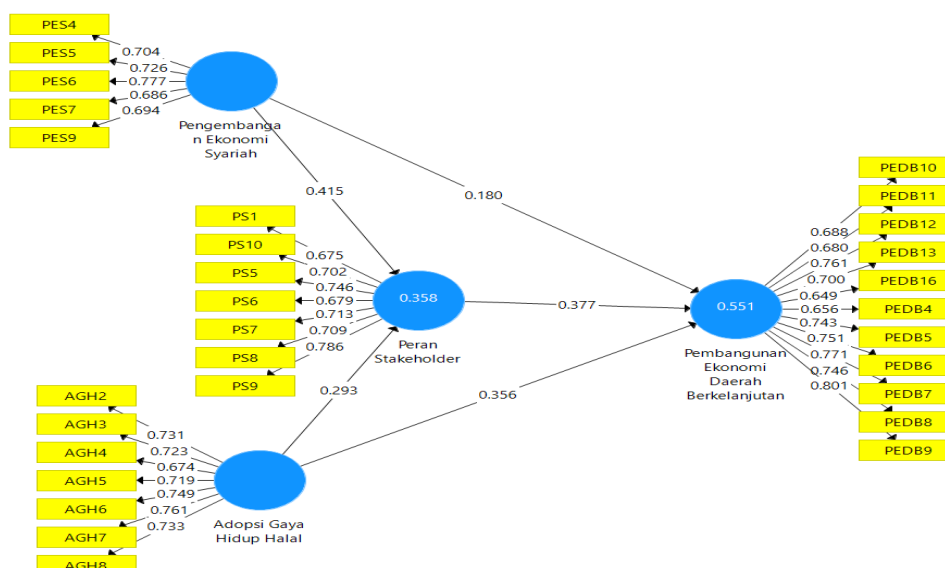 PES4
PES5
PES6
PES7
PES9
0.704
0.726
0.777
0.686
0.694
Pengembanga
n Ekonomi
Syariah
0.415
0.180
PS1
PS10
PS5
PS6
PS7
PS8
PS9
0.675
0.702
0.746
0.679
0.713
0.709
0.786
0.358
Peran
Stakeholder
0.377
0.293
0.356
AGH2
AGH3
AGH4
AGH5
AGH6
AGH7
AGH8
0.731
0.723
0.674
0.719
0.749
0.761
0.733
Adopsi Gaya
Hidup Halal
0.551
Pembangunan
Ekonomi
Daerah
Berkelanjutan
0.688
0.680
0.761
0.700
0.649
0.656
0.743
0.751
0.771
0.746
0.801
PEDB10
PEDB11
PEDB12
PEDB13
PEDB16
PEDB4
PEDB5
PEDB6
PEDB7
PEDB8
PEDB9